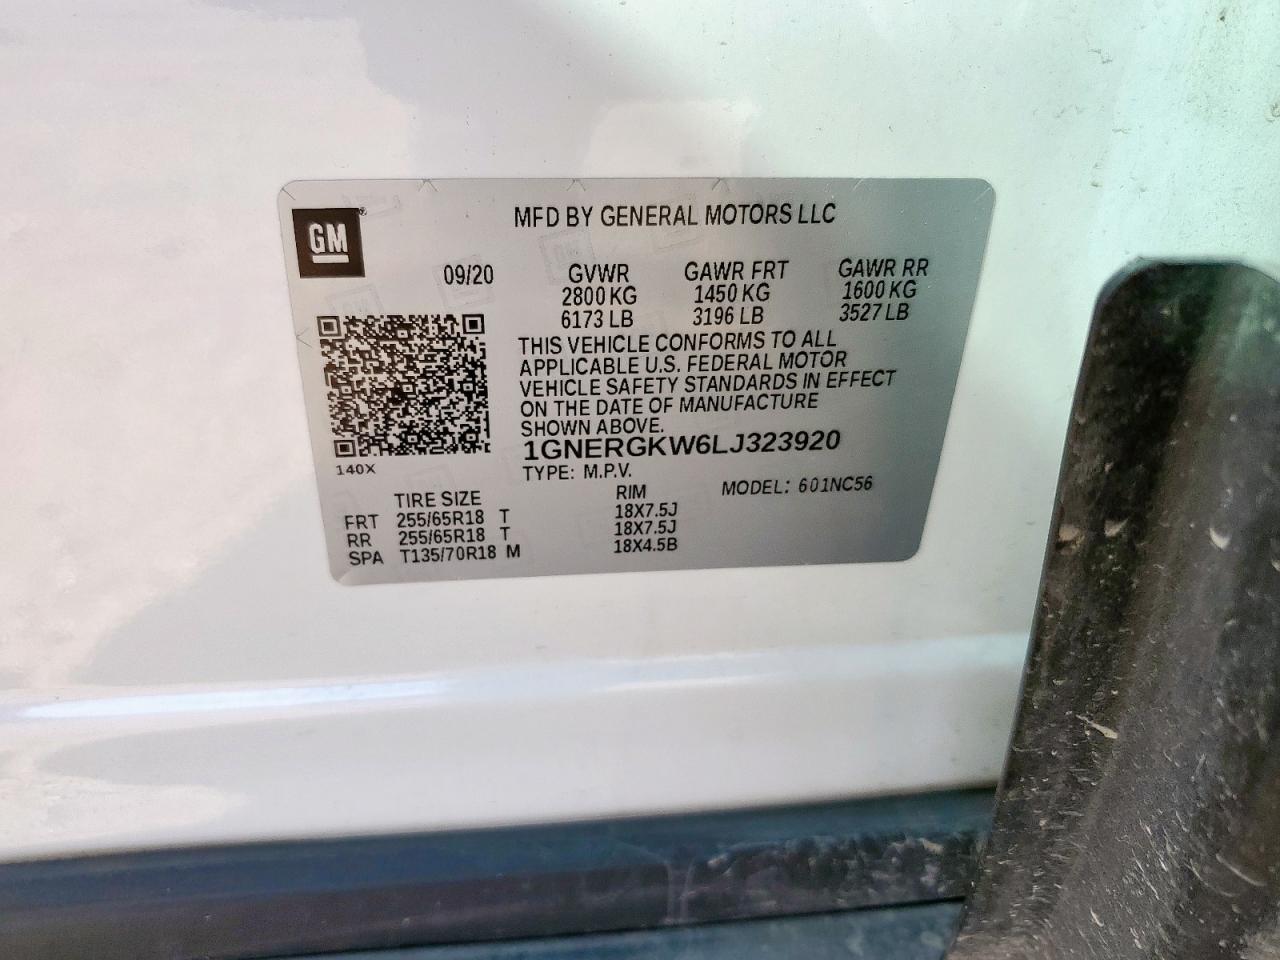 GM®
MFD BY GENERAL MOTORS LLC
09/20 GVWR GAWR FRT GAWR RR
2800 KG 1450 KG 1600 KG
6173 LB 3196 LB 3527 LB
THIS VEHICLE CONFORMS TO ALL
APPLICABLE U.S. FEDERAL MOTOR
VEHICLE SAFETY STANDARDS IN EFFECT
ON THE DATE OF MANUFACTURE
SHOWN ABOVE.
1GNERGKW6LJ323920
140X
TYPE: M.P.V.
MODEL: 601NC56
TIRE SIZE RIM
FRT 255/65R18 T 18X7.5J
RR 255/65R18 T 18X7.5J
SPA T135/70R18 M 18X4.5B